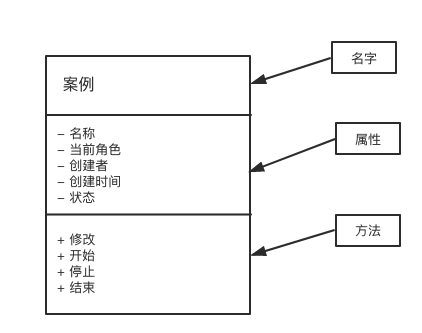 名字
案例
– 名称
– 当前角色
– 创建者
– 创建时间
– 状态
属性
+ 修改
+ 开始
+ 停止
+ 结束
方法